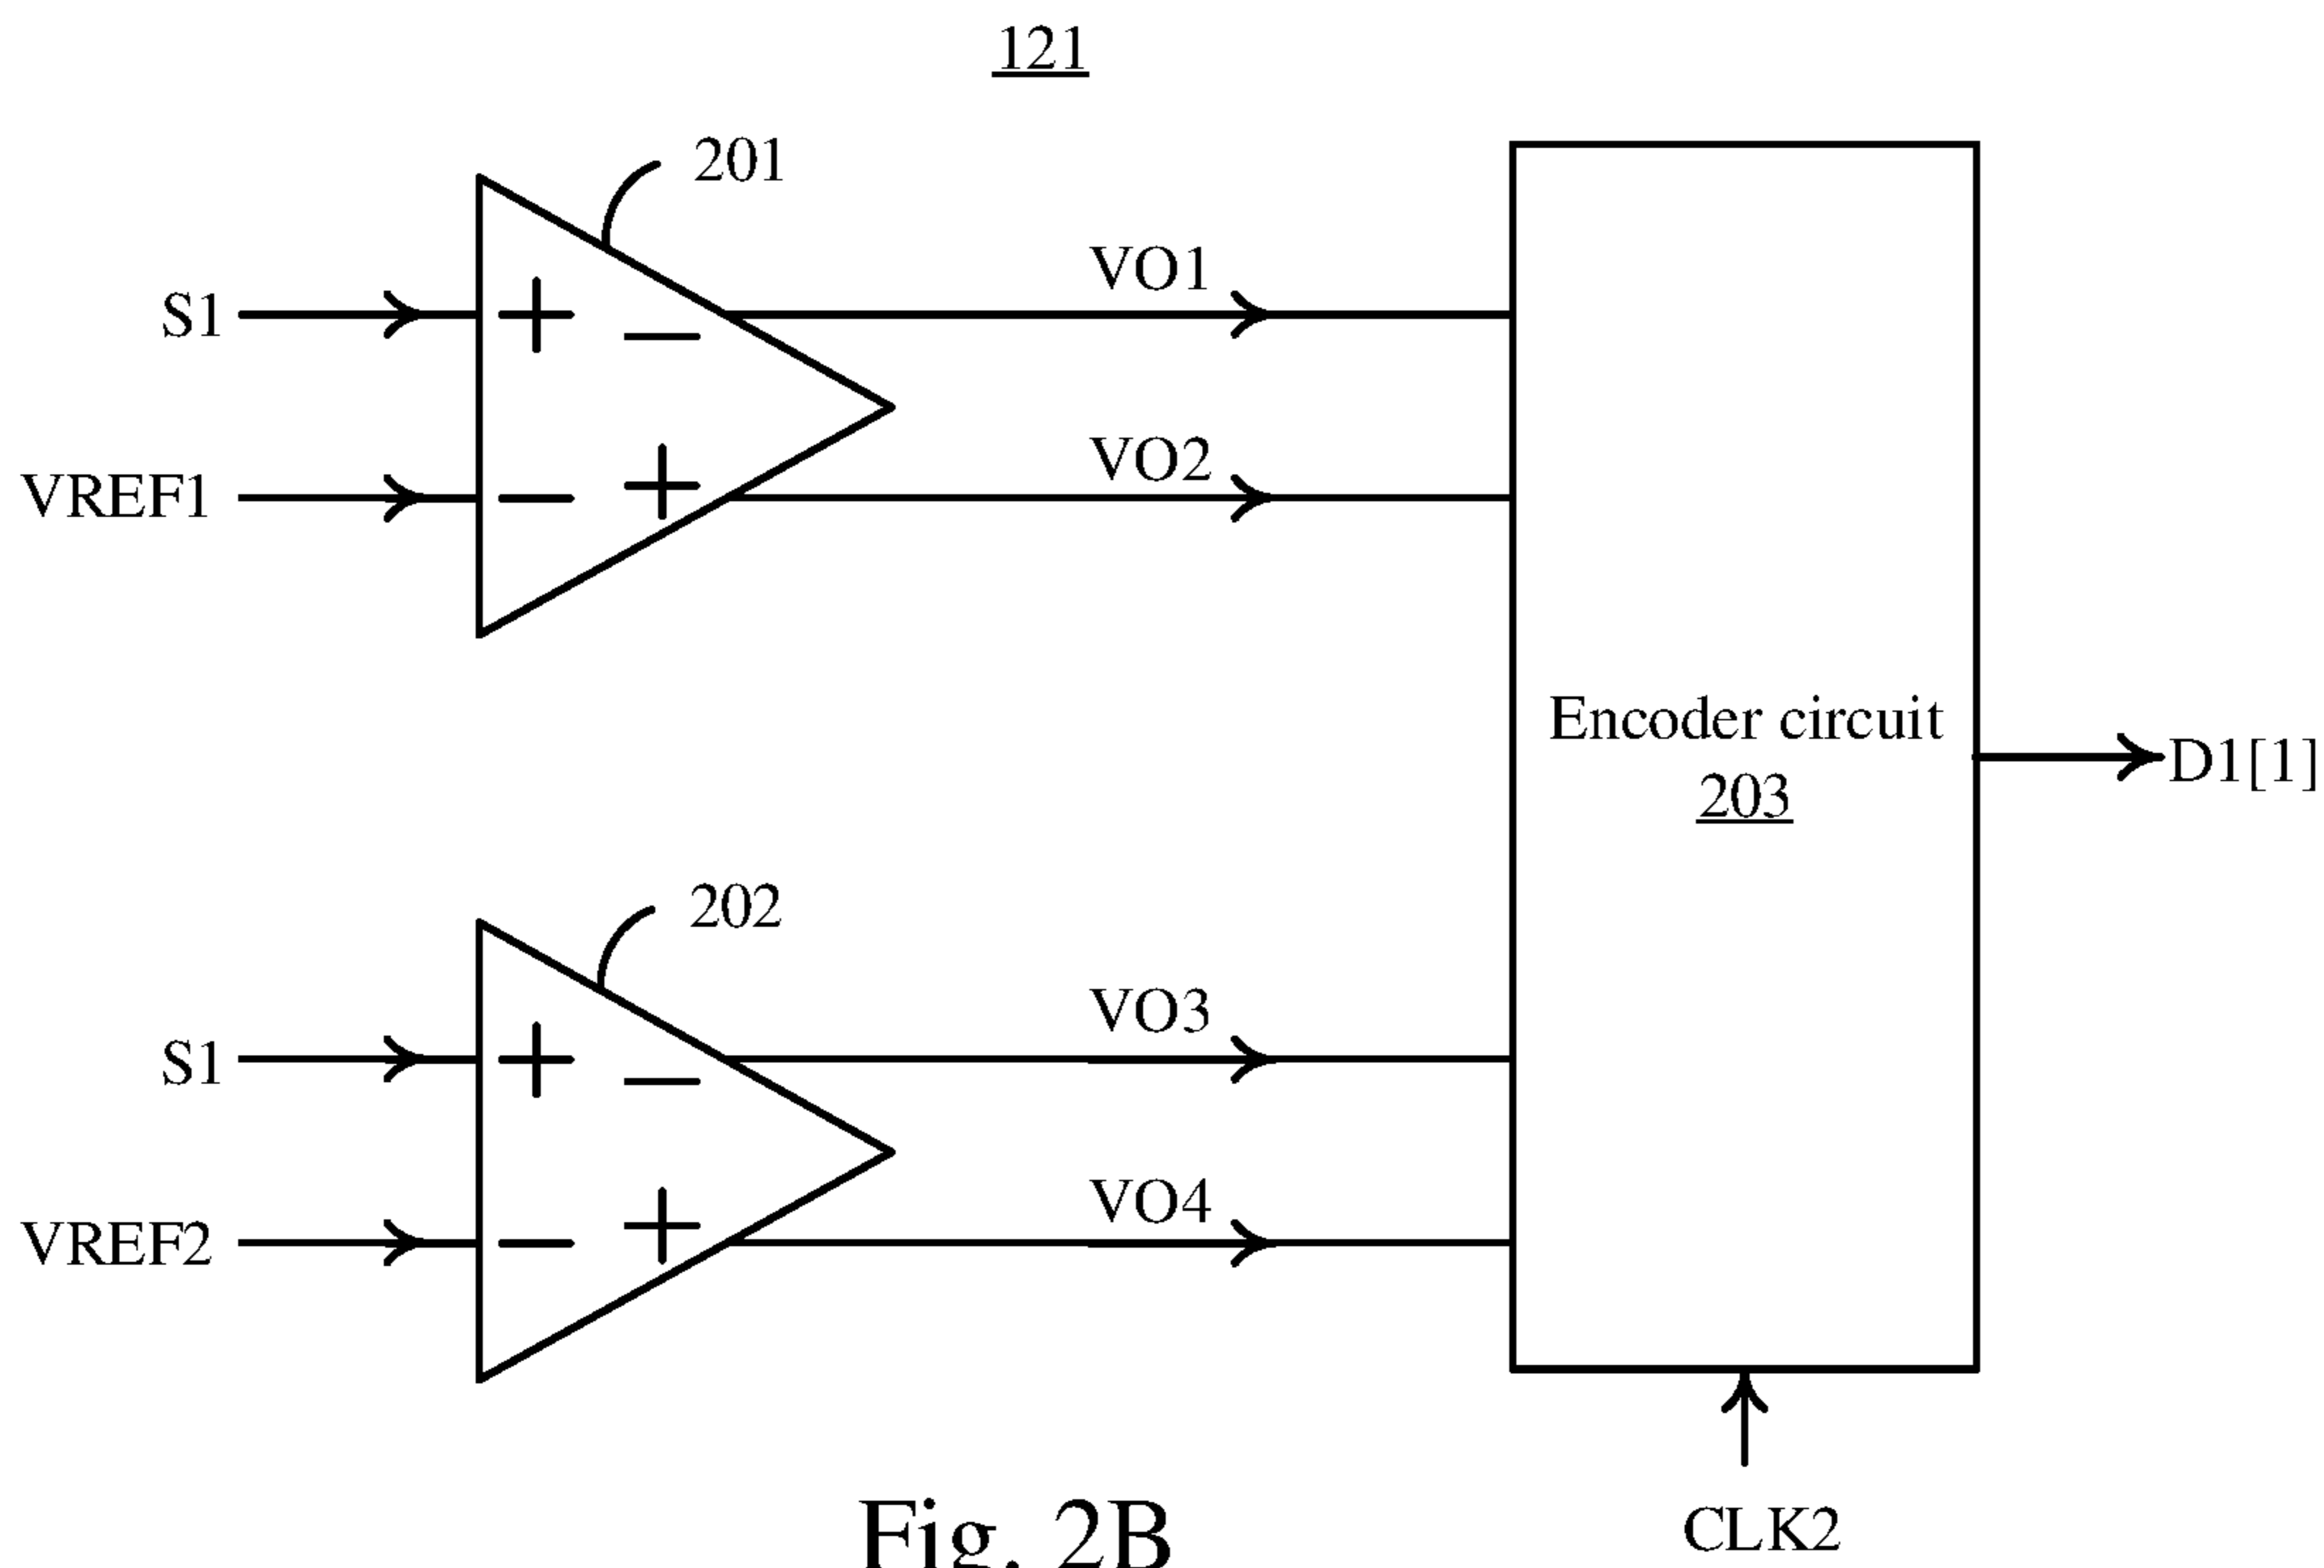 121
201
S1
VREF1
VO1
VO2
Encoder circuit
203
D1[1]
202
S1
VREF2
VO3
VO4
CLK2
Fig. 2B